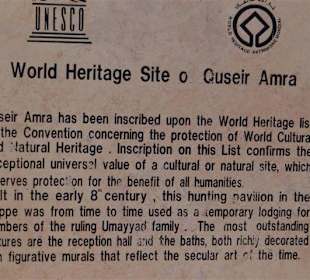 UNESCO
World Heritage Site o Quseir Amra
seir Amra has been inscribed upon the World Heritage lis
the Convention concerning the protection of World Cultura
d Natural Heritage . Inscription on this List confirms the
ceptional universal value of a cultural or natural site, which
erves protection for the benefit of all humanities.
lt in the early 8th century , this hunting pavilion in the
ppe was from time to time used as a temporary lodging for
mbers of the ruling Umayyad family . The most outstanding
tures are the reception hall and the baths, both richly decorated
h figurative murals that reflect the secular art of the time.